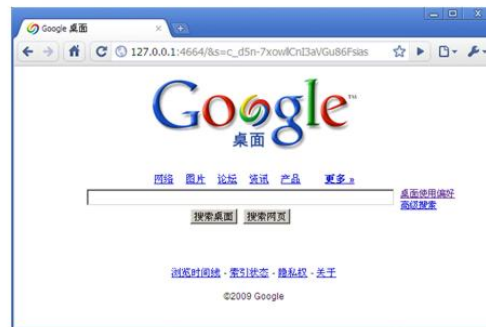 Google 桌面
127.0.0.1:4664/&s=c_d5n-7xowlCnI3aVGu86Fsias
Google™
桌面
网络 图片 论坛 资讯 产品 更多 »
桌面使用偏好
高级搜索
搜索桌面 搜索网页
浏览时间线 - 索引状态 - 隐私权 - 关于
©2009 Google